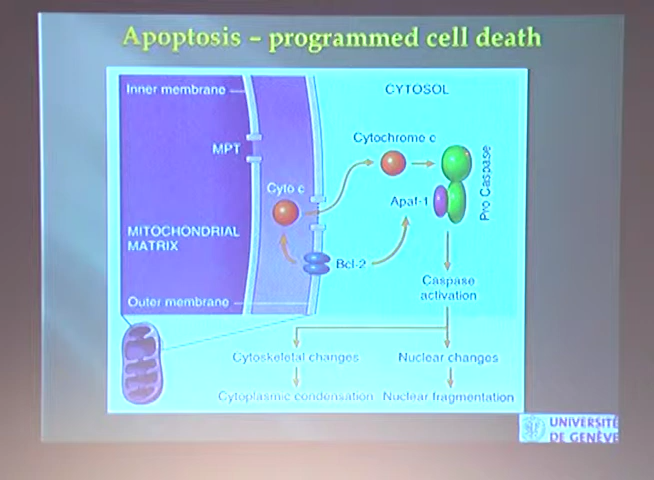 Apoptosis – programmed cell death
Inner membrane
CYTOSOL
MPT
Cytochrome c
Pro Caspase
Cyto c
Apaf-1
MITOCHONDRIAL
MATRIX
Bcl-2
Caspase
activation
Outer membrane
Cytoskeletal changes
Nuclear changes
Cytoplasmic condensation
Nuclear fragmentation
UNIVERSITÉ
DE GENÈVE